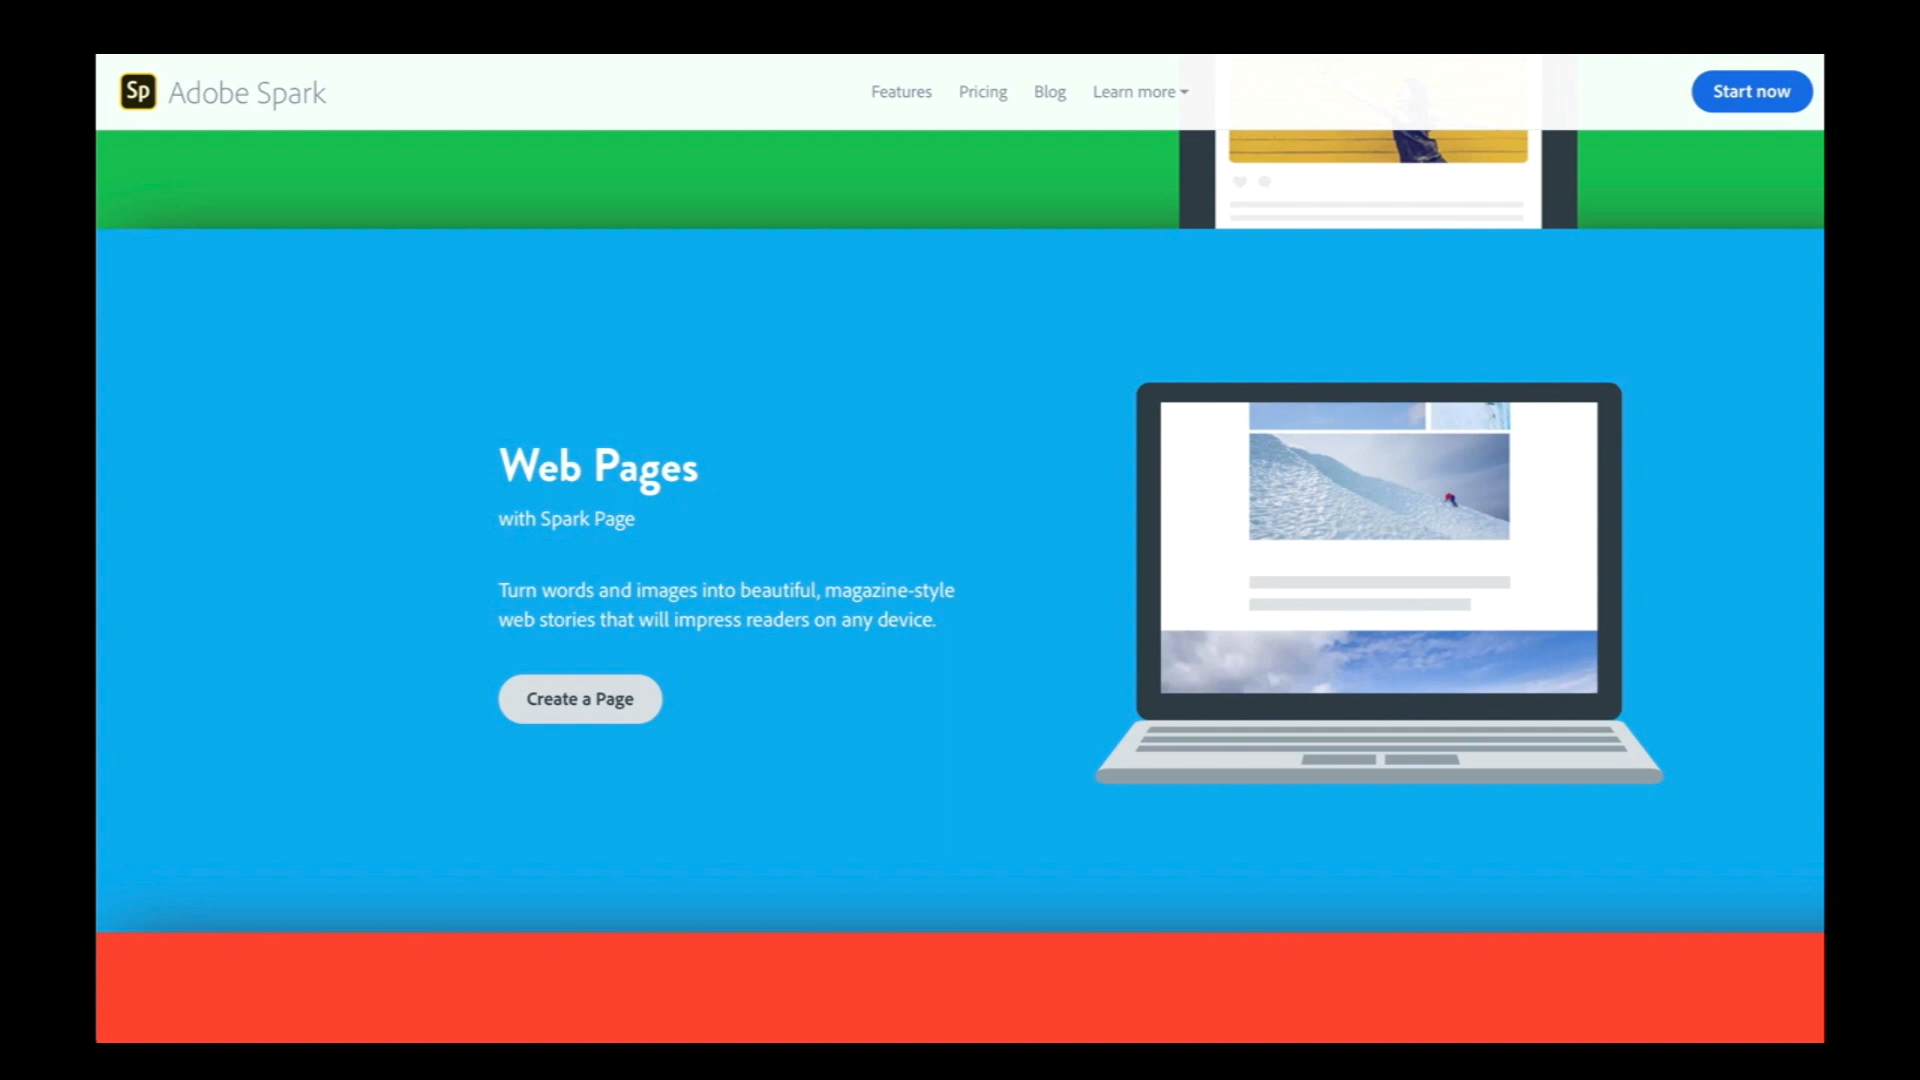 Sp Adobe Spark
Features Pricing Blog Learn more
Start now
Web Pages
with Spark Page
Turn words and images into beautiful, magazine-style
web stories that will impress readers on any device.
Create a Page